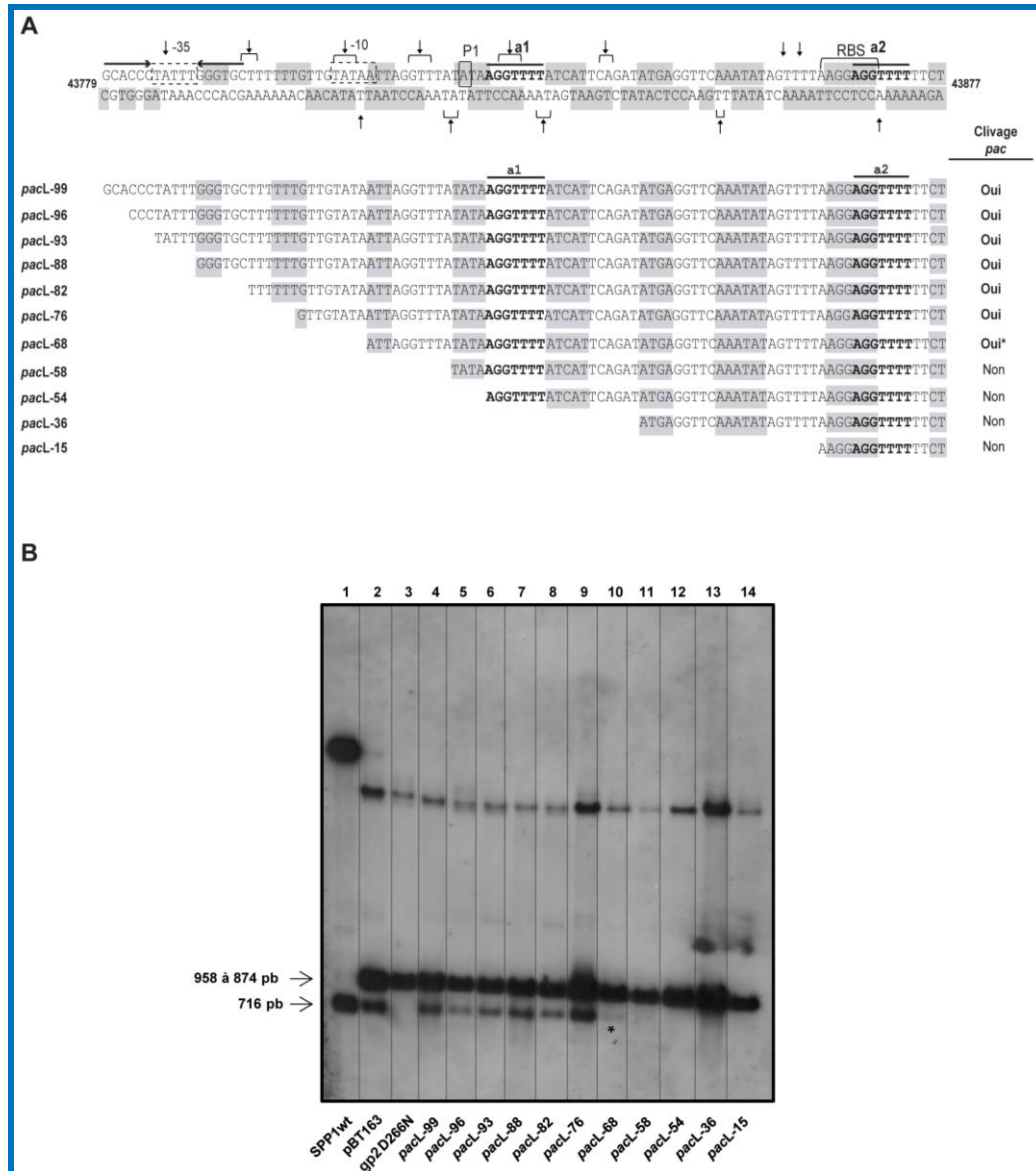 A
-35 -10 P1 a1 RBS a2
43779 GCACCCTATTTGGGTGCTTTTTTGTTGTATAATTAGGTTTATATAAGGTTTTATCATTCAGATATGAGGTTCAAATATAGTTTTAAGGAGGTTTTTTCT 43877
CGTGGGATAAACCCACGAAAAAACAACATATTAATCCAAATATATTCCAAAATAGTAAGTCTATACTCCAAGTTTATATCAAAATTCCTCCAAAAAAGA
Clivage
pac
a1 a2
pacL-99 GCACCCTATTTGGGTGCTTTTTTGTTGTATAATTAGGTTTATATAAGGTTTTATCATTCAGATATGAGGTTCAAATATAGTTTTAAGGAGGTTTTTTCT Oui
pacL-96 CCCTATTTGGGTGCTTTTTTGTTGTATAATTAGGTTTATATAAGGTTTTATCATTCAGATATGAGGTTCAAATATAGTTTTAAGGAGGTTTTTTCT Oui
pacL-93 TATTTGGGTGCTTTTTTGTTGTATAATTAGGTTTATATAAGGTTTTATCATTCAGATATGAGGTTCAAATATAGTTTTAAGGAGGTTTTTTCT Oui
pacL-88 GGGTGCTTTTTTGTTGTATAATTAGGTTTATATAAGGTTTTATCATTCAGATATGAGGTTCAAATATAGTTTTAAGGAGGTTTTTTCT Oui
pacL-82 TTTTTTGTTGTATAATTAGGTTTATATAAGGTTTTATCATTCAGATATGAGGTTCAAATATAGTTTTAAGGAGGTTTTTTCT Oui
pacL-76 GTTGTATAATTAGGTTTATATAAGGTTTTATCATTCAGATATGAGGTTCAAATATAGTTTTAAGGAGGTTTTTTCT Oui
pacL-68 ATTAGGTTTATATAAGGTTTTATCATTCAGATATGAGGTTCAAATATAGTTTTAAGGAGGTTTTTTCT Oui*
pacL-58 TATAAGGTTTTATCATTCAGATATGAGGTTCAAATATAGTTTTAAGGAGGTTTTTTCT Non
pacL-54 AGGTTTTATCATTCAGATATGAGGTTCAAATATAGTTTTAAGGAGGTTTTTTCT Non
pacL-36 ATGAGGTTCAAATATAGTTTTAAGGAGGTTTTTTCT Non
pacL-15 AAGGAGGTTTTTTCT Non
B
1 2 3 4 5 6 7 8 9 10 11 12 13 14
958 à 874 pb
716 pb
*
SPP1wt pBT163 gp2 D266N pacL-99 pacL-96 pacL-93 pacL-88 pacL-82 pacL-76 pacL-68 pacL-58 pacL-54 pacL-36 pacL-15